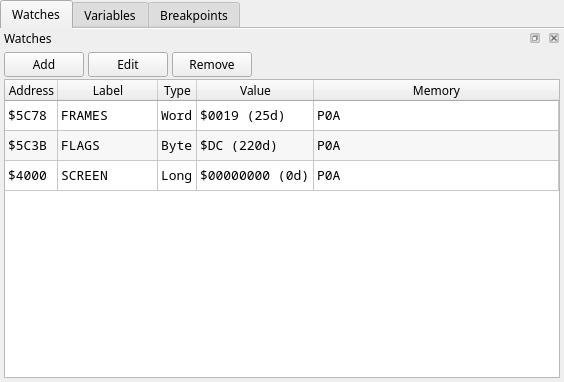 Watches Variables Breakpoints
Watches
Add Edit Remove
Address Label Type Value Memory
$5C78 FRAMES Word $0019 (25d) P0A
$5C3B FLAGS Byte $DC (220d) P0A
$4000 SCREEN Long $00000000 (0d) P0A